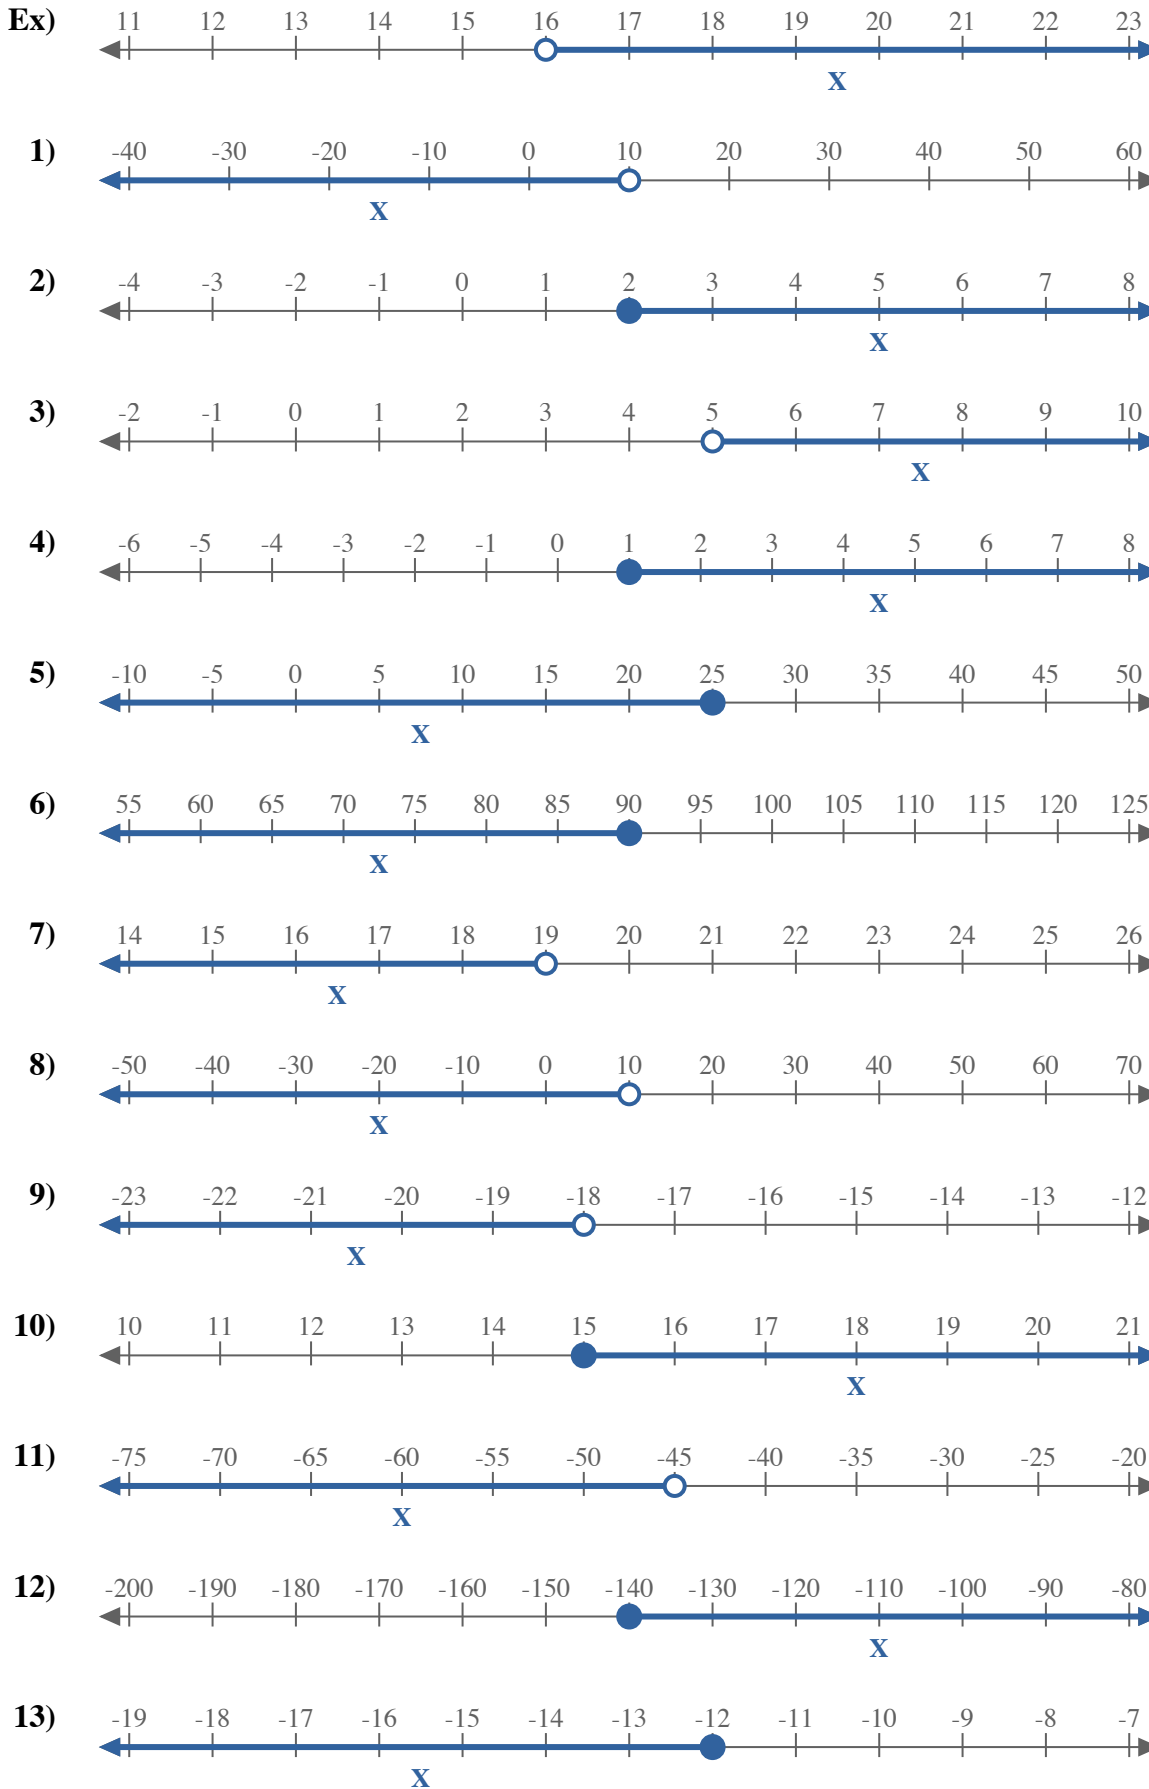 Ex) 11 12 13 14 15 16 17 18 19 20 21 22 23
X
1) -40 -30 -20 -10 0 10 20 30 40 50 60
X
2) -4 -3 -2 -1 0 1 2 3 4 5 6 7 8
X
3) -2 -1 0 1 2 3 4 5 6 7 8 9 10
X
4) -6 -5 -4 -3 -2 -1 0 1 2 3 4 5 6 7 8
X
5) -10 -5 0 5 10 15 20 25 30 35 40 45 50
X
6) 55 60 65 70 75 80 85 90 95 100 105 110 115 120 125
X
7) 14 15 16 17 18 19 20 21 22 23 24 25 26
X
8) -50 -40 -30 -20 -10 0 10 20 30 40 50 60 70
X
9) -23 -22 -21 -20 -19 -18 -17 -16 -15 -14 -13 -12
X
10) 10 11 12 13 14 15 16 17 18 19 20 21
X
11) -75 -70 -65 -60 -55 -50 -45 -40 -35 -30 -25 -20
X
12) -200 -190 -180 -170 -160 -150 -140 -130 -120 -110 -100 -90 -80
X
13) -19 -18 -17 -16 -15 -14 -13 -12 -11 -10 -9 -8 -7
X